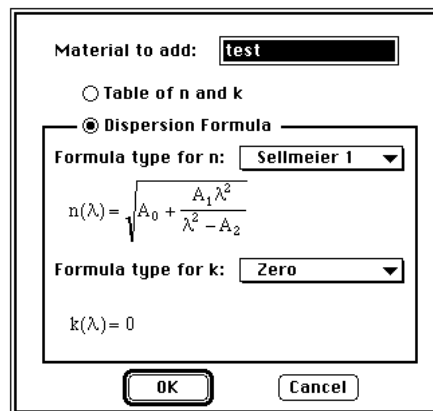 Material to add: test
Table of n and k
Dispersion Formula
Formula type for n: Sellmeier 1
n(λ) = √(A₀ + A₁λ² / (λ² − A₂))
Formula type for k: Zero
k(λ) = 0
OK Cancel